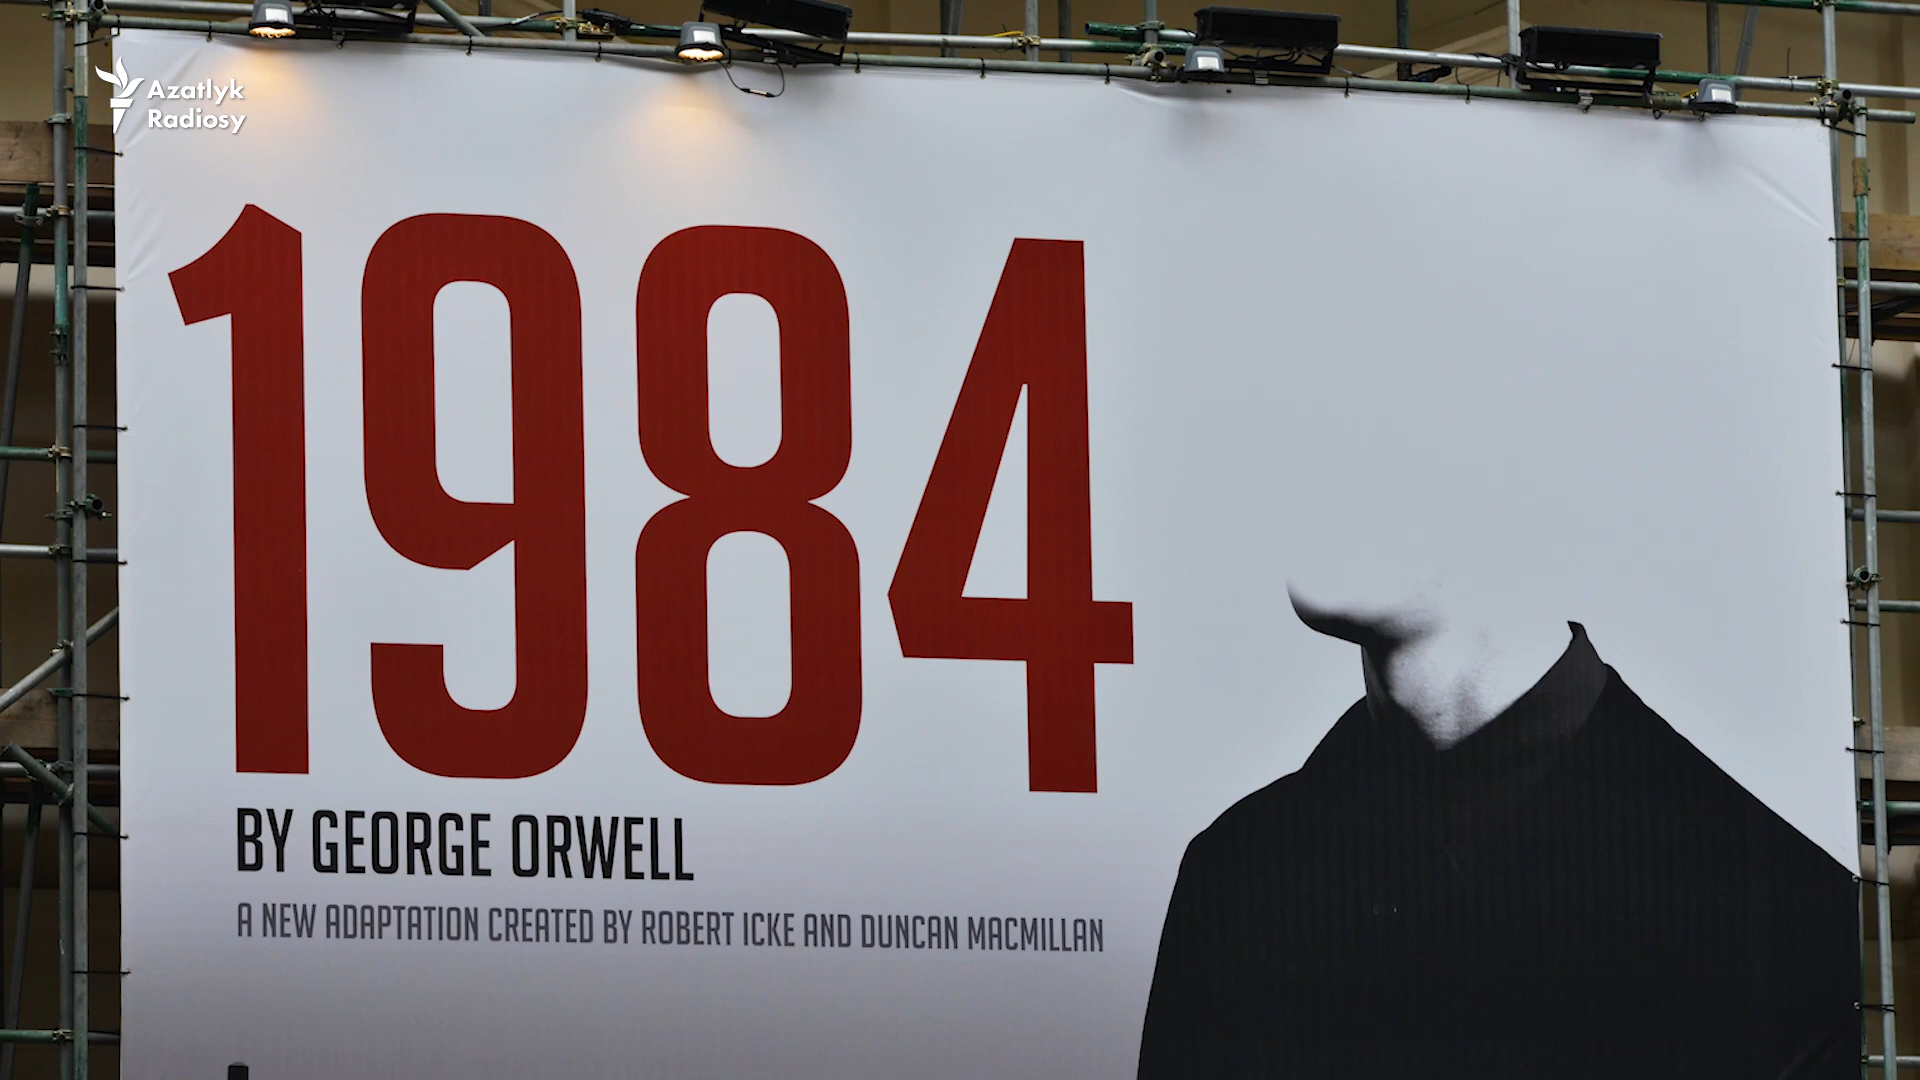 Azatlyk
Radiosy
1984
BY GEORGE ORWELL
A NEW ADAPTATION CREATED BY ROBERT ICKE AND DUNCAN MACMILLAN